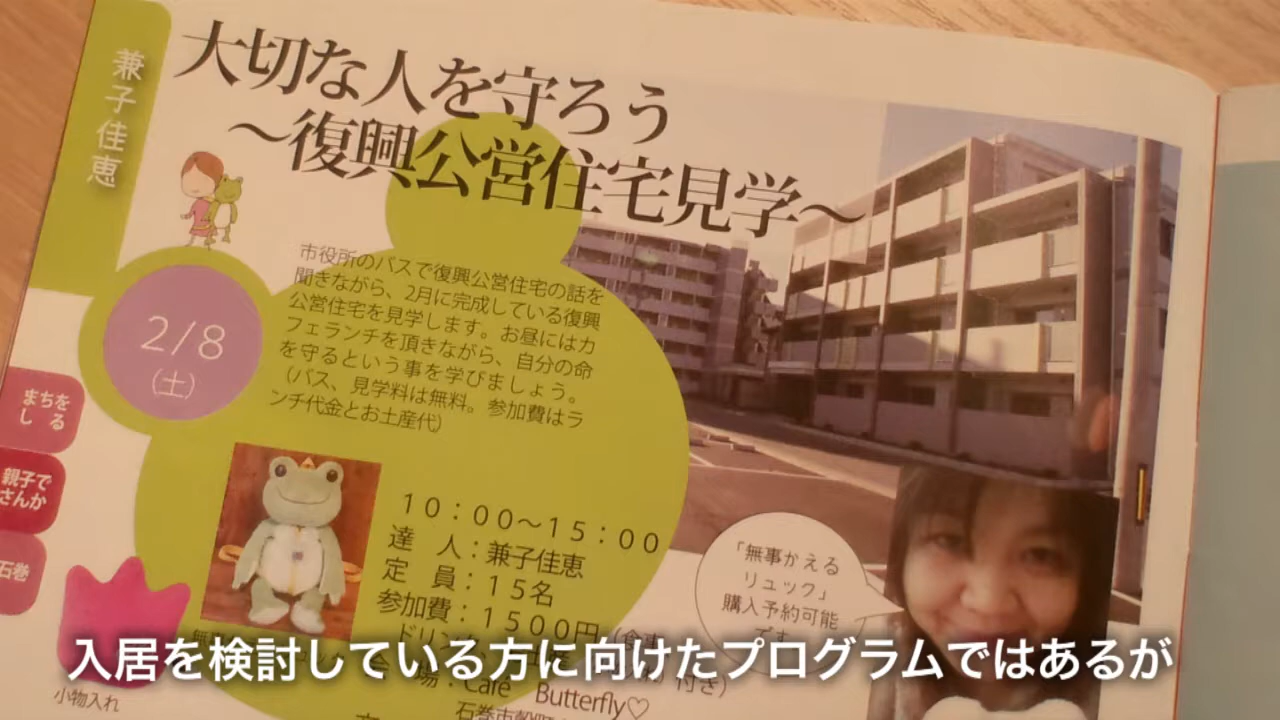 兼子佳恵
大切な人を守ろう
〜復興公営住宅見学〜
2/8
(土)
市役所のバスで復興公営住宅の話を
聞きながら、2月に完成している復興
公営住宅を見学します。お昼にはカ
フェランチを頂きながら、自分の命
を守るという事を学びましょう。
(バス、見学料は無料。参加費はラ
ンチ代金とお土産代)
まちを
しる
親子で
さんか
石巻
10:00〜15:00
達 人:兼子佳恵
定 員:15名
参加費:1500円
Café Butterfly♡
石巻市
「無事かえる
リュック」
購入予約可能
です
小物入れ
入居を検討している方に向けたプログラムではあるが